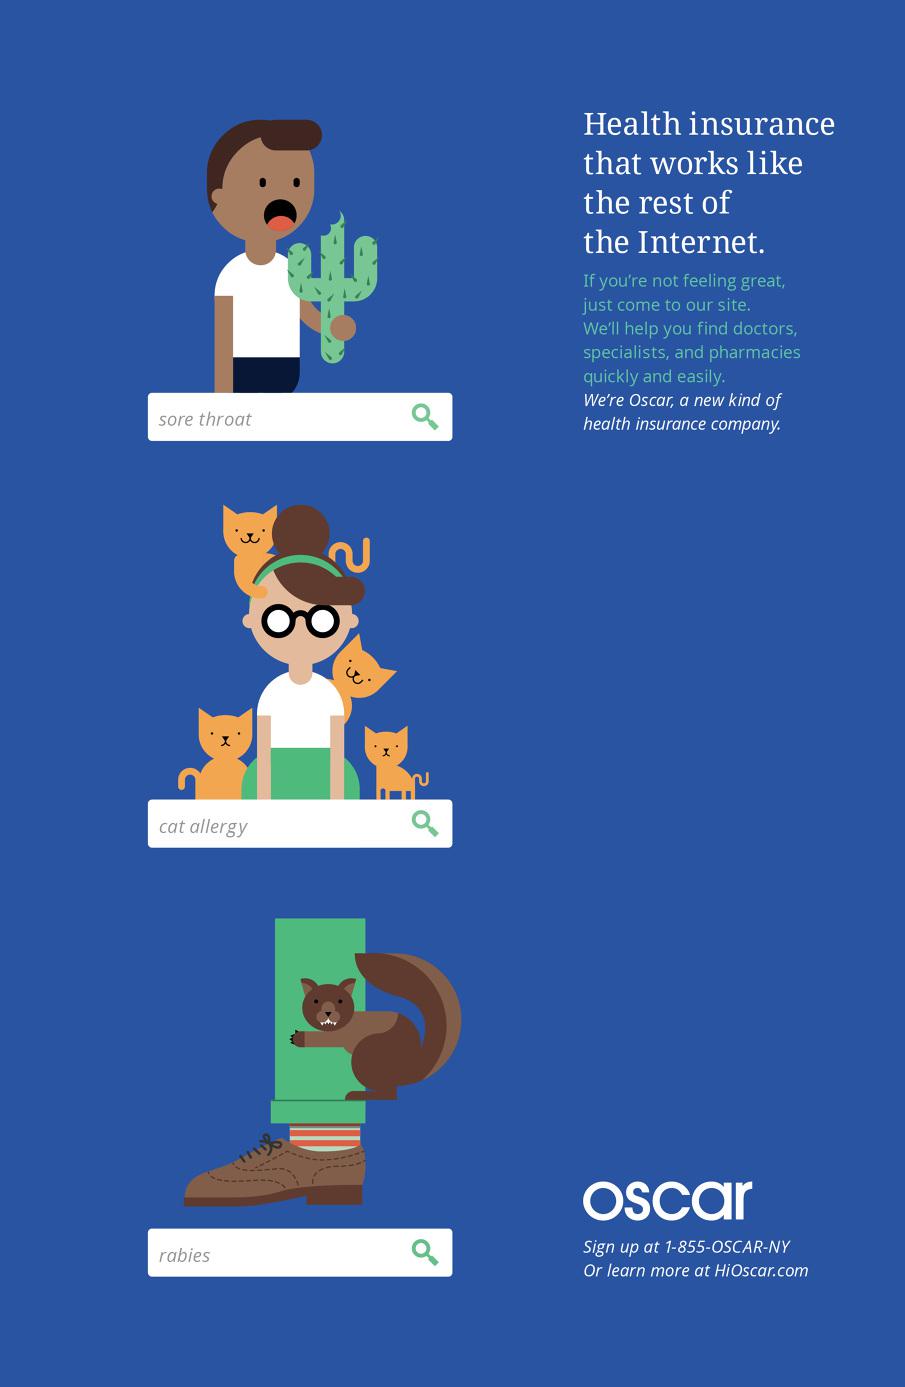 Health insurance
that works like
the rest of
the Internet.
If you're not feeling great,
just come to our site.
We'll help you find doctors,
specialists, and pharmacies
quickly and easily.
We're Oscar, a new kind of
health insurance company.
sore throat
cat allergy
rabies
oscar
Sign up at 1-855-OSCAR-NY
Or learn more at HiOscar.com